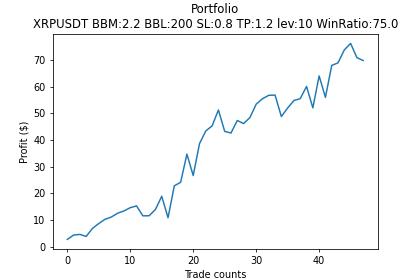 Portfolio
XRPUSDT BBM:2.2 BBL:200 SL:0.8 TP:1.2 lev:10 WinRatio:75.0
70
60
50
40
30
20
10
0
Profit ($)
0 10 20 30 40
Trade counts